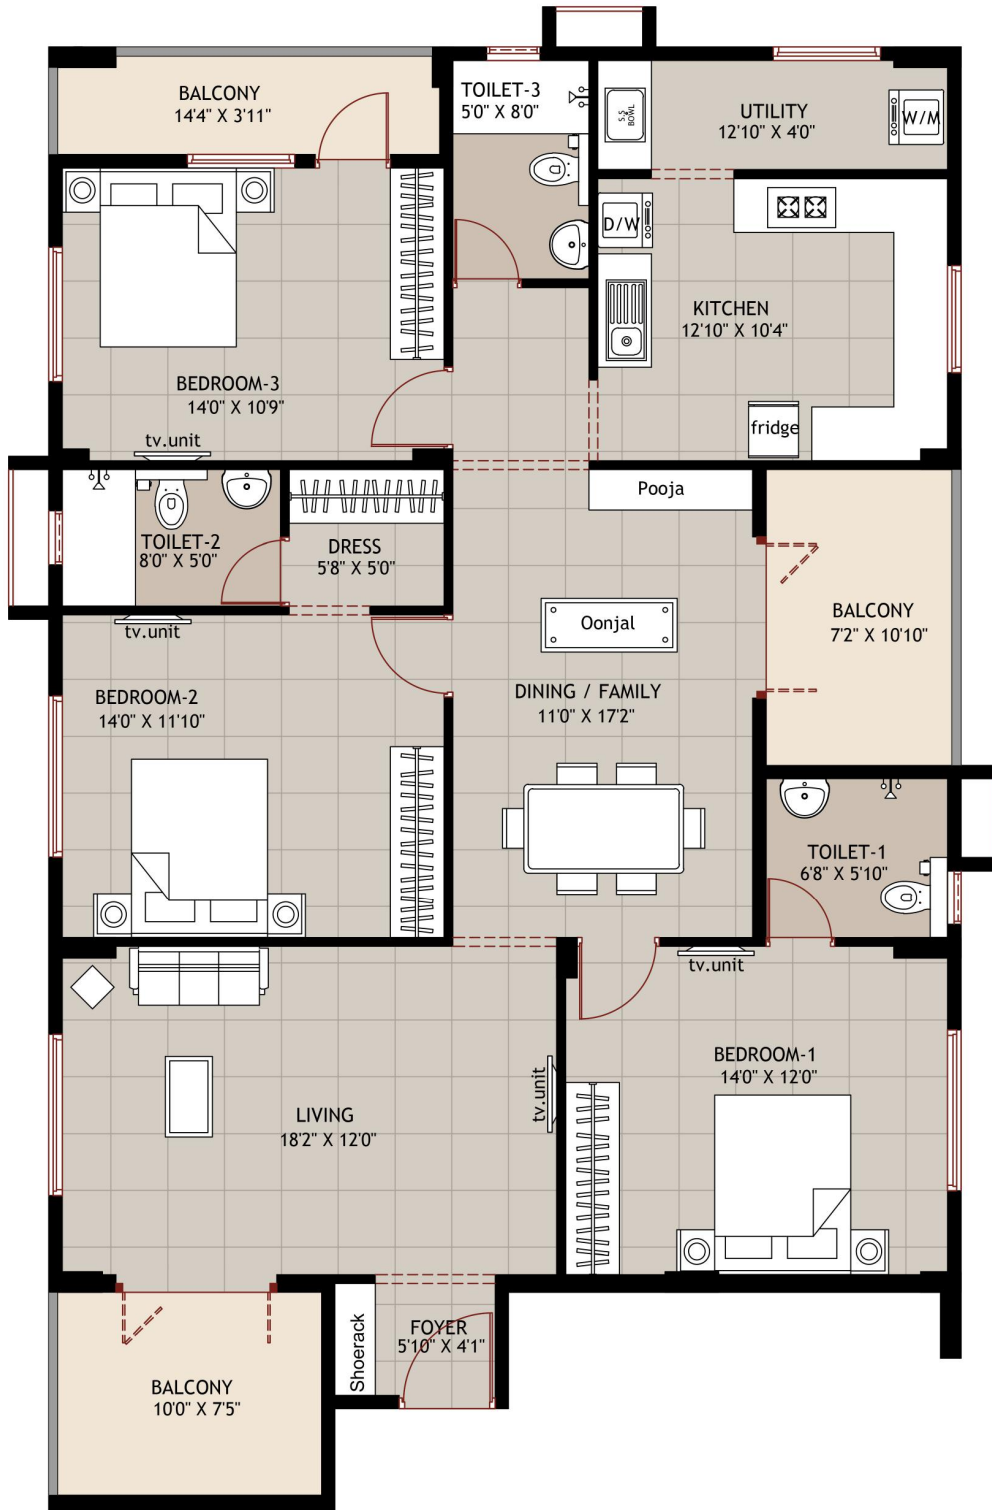 BALCONY
14'4" X 3'11"
TOILET-3
5'0" X 8'0"
S.S
BOWL
UTILITY
12'10" X 4'0"
W/M
D/W
KITCHEN
12'10" X 10'4"
BEDROOM-3
14'0" X 10'9"
fridge
tv.unit
Pooja
TOILET-2
8'0" X 5'0"
DRESS
5'8" X 5'0"
tv.unit
Oonjal
BALCONY
7'2" X 10'10"
BEDROOM-2
14'0" X 11'10"
DINING / FAMILY
11'0" X 17'2"
TOILET-1
6'8" X 5'10"
tv.unit
BEDROOM-1
14'0" X 12'0"
tv.unit
LIVING
18'2" X 12'0"
Shoerack
FOYER
5'10" X 4'1"
BALCONY
10'0" X 7'5"